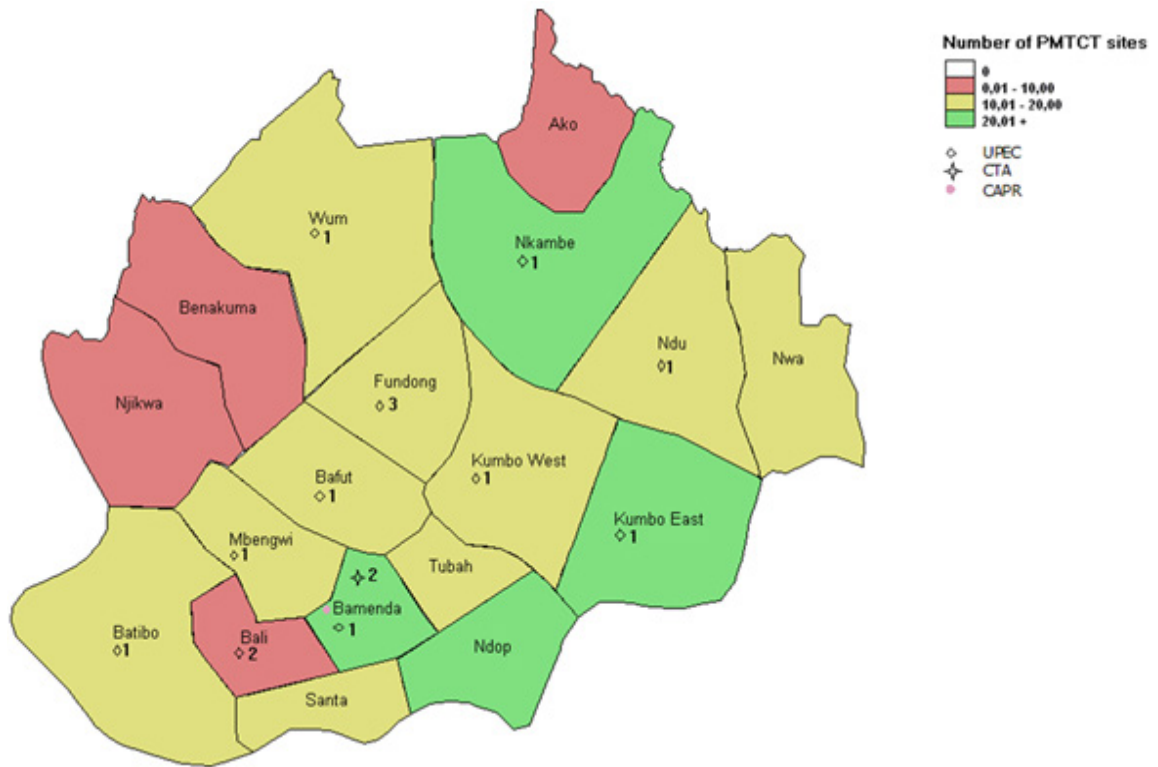 Number of PMTCT sites
0
0,01 - 10,00
10,01 - 20,00
20,01 +
UPEC
CTA
CAPR
Ako
Wum
1
Nkambe
1
Benakuma
Ndu
1
Nwa
Njikwa
Fundong
3
Kumbo West
1
Bafut
1
Kumbo East
1
Mbengwi
1
Tubah
2
Bamenda
1
Batibo
1
Bali
2
Ndop
Santa